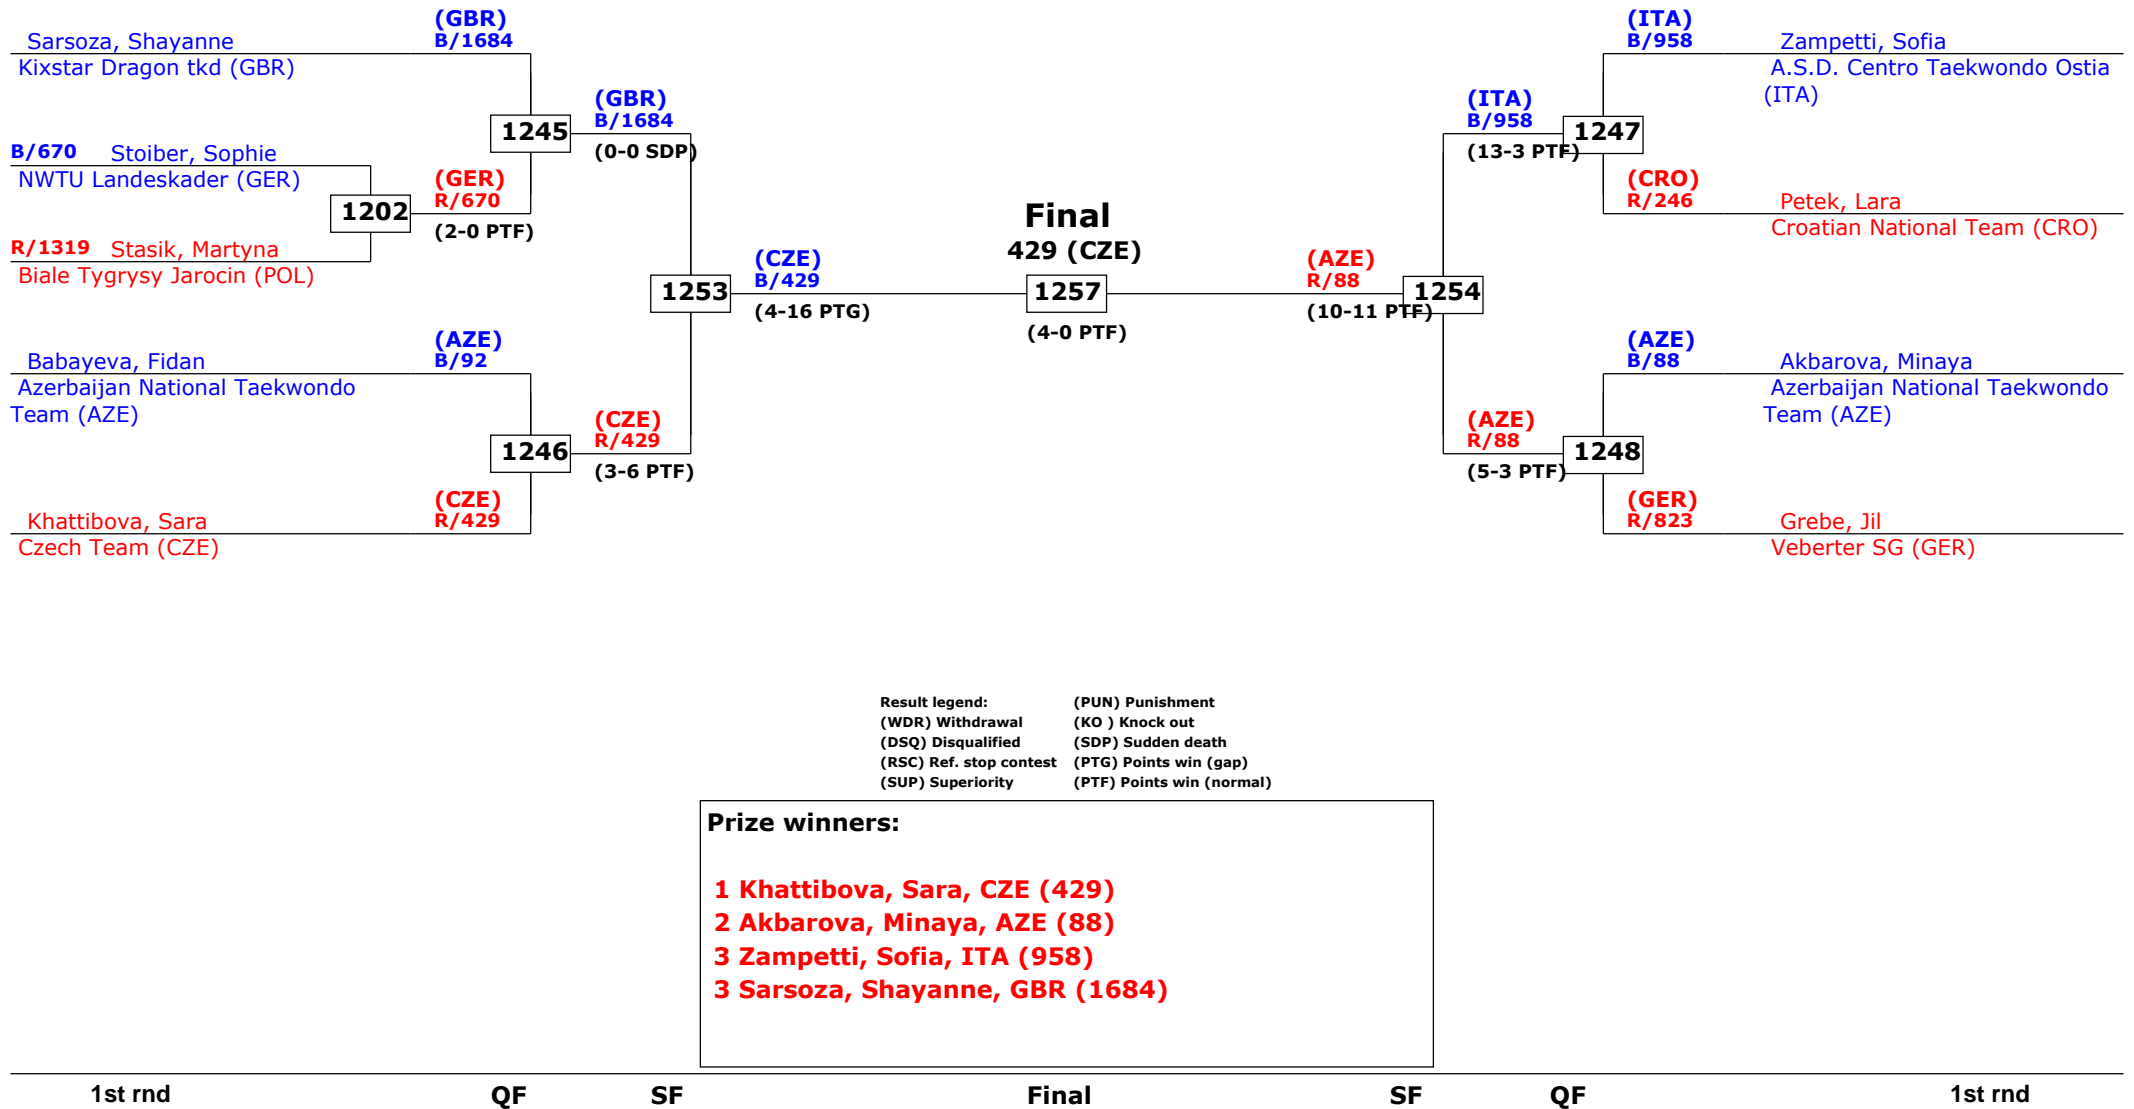 (GBR)
B/1684
Sarsoza, Shayanne
Kixstar Dragon tkd (GBR)
1245
(GBR)
B/1684
(0-0 SDP)
B/670 Stoiber, Sophie
NWTU Landeskader (GER)
1202
(GER)
R/670
(2-0 PTF)
R/1319 Stasik, Martyna
Biale Tygrysy Jarocin (POL)
1253
(CZE)
B/429
(4-16 PTG)
(AZE)
B/92
Babayeva, Fidan
Azerbaijan National Taekwondo
Team (AZE)
1246
(CZE)
R/429
(3-6 PTF)
(CZE)
R/429
Khattibova, Sara
Czech Team (CZE)
Final
429 (CZE)
1257
(4-0 PTF)
(ITA)
B/958
Zampetti, Sofia
A.S.D. Centro Taekwondo Ostia
(ITA)
(ITA)
B/958
(13-3 PTF)
1247
(CRO)
R/246
Petek, Lara
Croatian National Team (CRO)
(AZE)
R/88
(10-11 PTF)
1254
(AZE)
B/88
Akbarova, Minaya
Azerbaijan National Taekwondo
Team (AZE)
(AZE)
R/88
(5-3 PTF)
1248
(GER)
R/823
Grebe, Jil
Veberter SG (GER)
Result legend: (PUN) Punishment
(WDR) Withdrawal (KO ) Knock out
(DSQ) Disqualified (SDP) Sudden death
(RSC) Ref. stop contest (PTG) Points win (gap)
(SUP) Superiority (PTF) Points win (normal)
Prize winners:
1 Khattibova, Sara, CZE (429)
2 Akbarova, Minaya, AZE (88)
3 Zampetti, Sofia, ITA (958)
3 Sarsoza, Shayanne, GBR (1684)
1st rnd QF SF Final SF QF 1st rnd